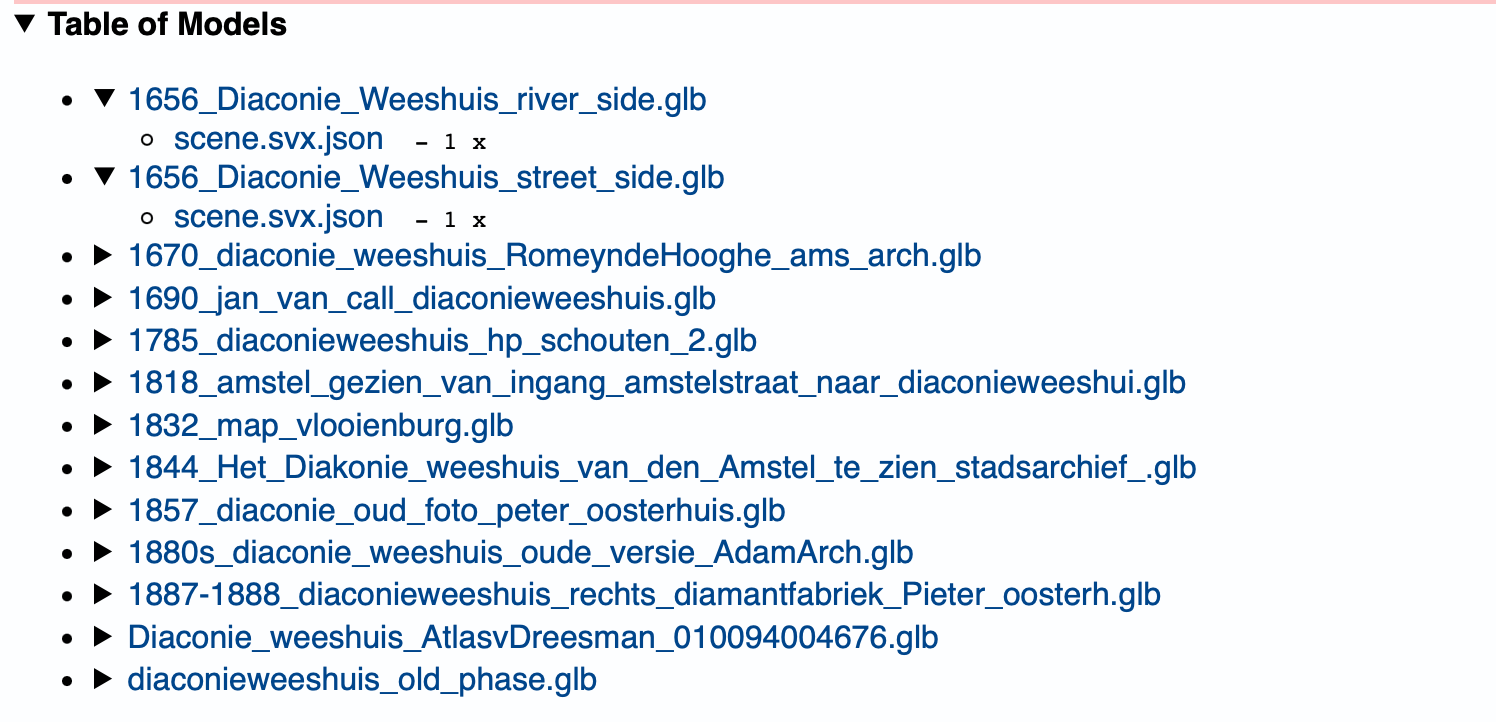 Table of Models
1656_Diaconie_Weeshuis_river_side.glb
scene.svx.json - 1 x
1656_Diaconie_Weeshuis_street_side.glb
scene.svx.json - 1 x
1670_diaconie_weeshuis_RomeyndeHooghe_ams_arch.glb
1690_jan_van_call_diaconieweeshuis.glb
1785_diaconieweeshuis_hp_schouten_2.glb
1818_amstel_gezien_van_ingang_amstelstraat_naar_diaconieweeshui.glb
1832_map_vlooienburg.glb
1844_Het_Diakonie_weeshuis_van_den_Amstel_te_zien_stadsarchief_.glb
1857_diaconie_oud_foto_peter_oosterhuis.glb
1880s_diaconie_weeshuis_oude_versie_AdamArch.glb
1887-1888_diaconieweeshuis_rechts_diamantfabriek_Pieter_oosterh.glb
Diaconie_weeshuis_AtlasvDreesman_010094004676.glb
diaconieweeshuis_old_phase.glb